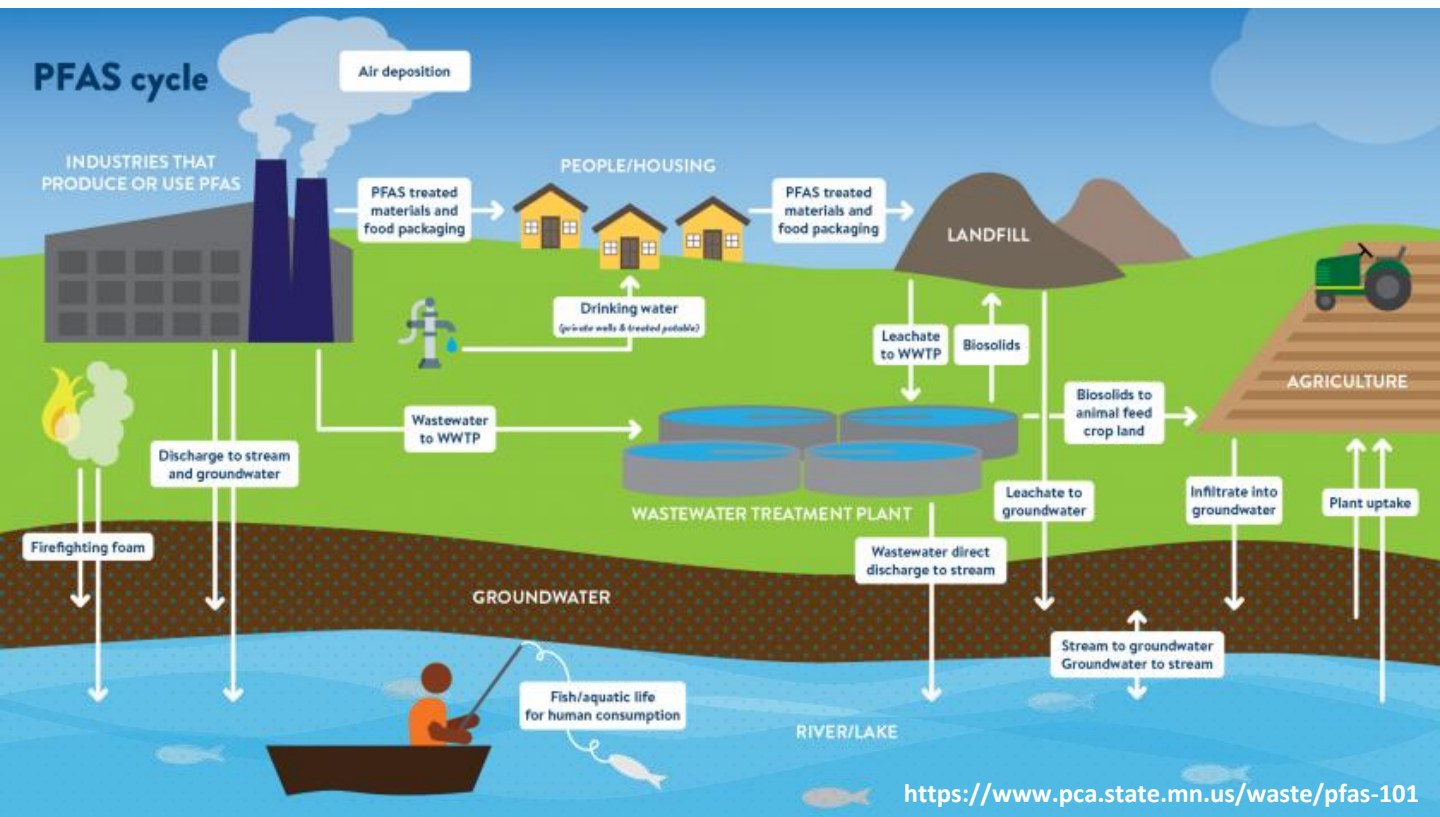 PFAS cycle
Air deposition
INDUSTRIES THAT
PRODUCE OR USE PFAS
PFAS treated
materials and
food packaging
PEOPLE/HOUSING
PFAS treated
materials and
food packaging
LANDFILL
Drinking water
(private wells & treated potable)
Leachate
to WWTP
Biosolids
AGRICULTURE
Biosolids to
animal feed
crop land
Wastewater
to WWTP
Discharge to stream
and groundwater
WASTEWATER TREATMENT PLANT
Leachate to
groundwater
Infiltrate into
groundwater
Plant uptake
Firefighting foam
Wastewater direct
discharge to stream
GROUNDWATER
Stream to groundwater
Groundwater to stream
Fish/aquatic life
for human consumption
RIVER/LAKE
https://www.pca.state.mn.us/waste/pfas-101